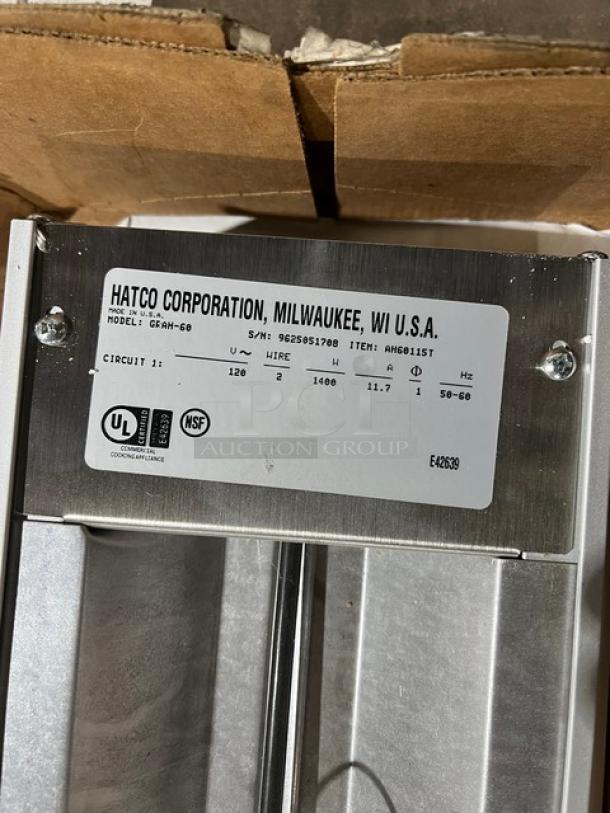 HATCO CORPORATION, MILWAUKEE, WI U.S.A.
MADE IN U.S.A.
MODEL: GRAH-60
S/N: 9625051708 ITEM: AH60115T
V~ WIRE W A Φ Hz
CIRCUIT 1: 120 2 1400 11.7 1 50-60
UL CERTIFIED E42639 NSF
COMMERCIAL
COOKING APPLIANCE
E42639
PCI
AUCTION GROUP